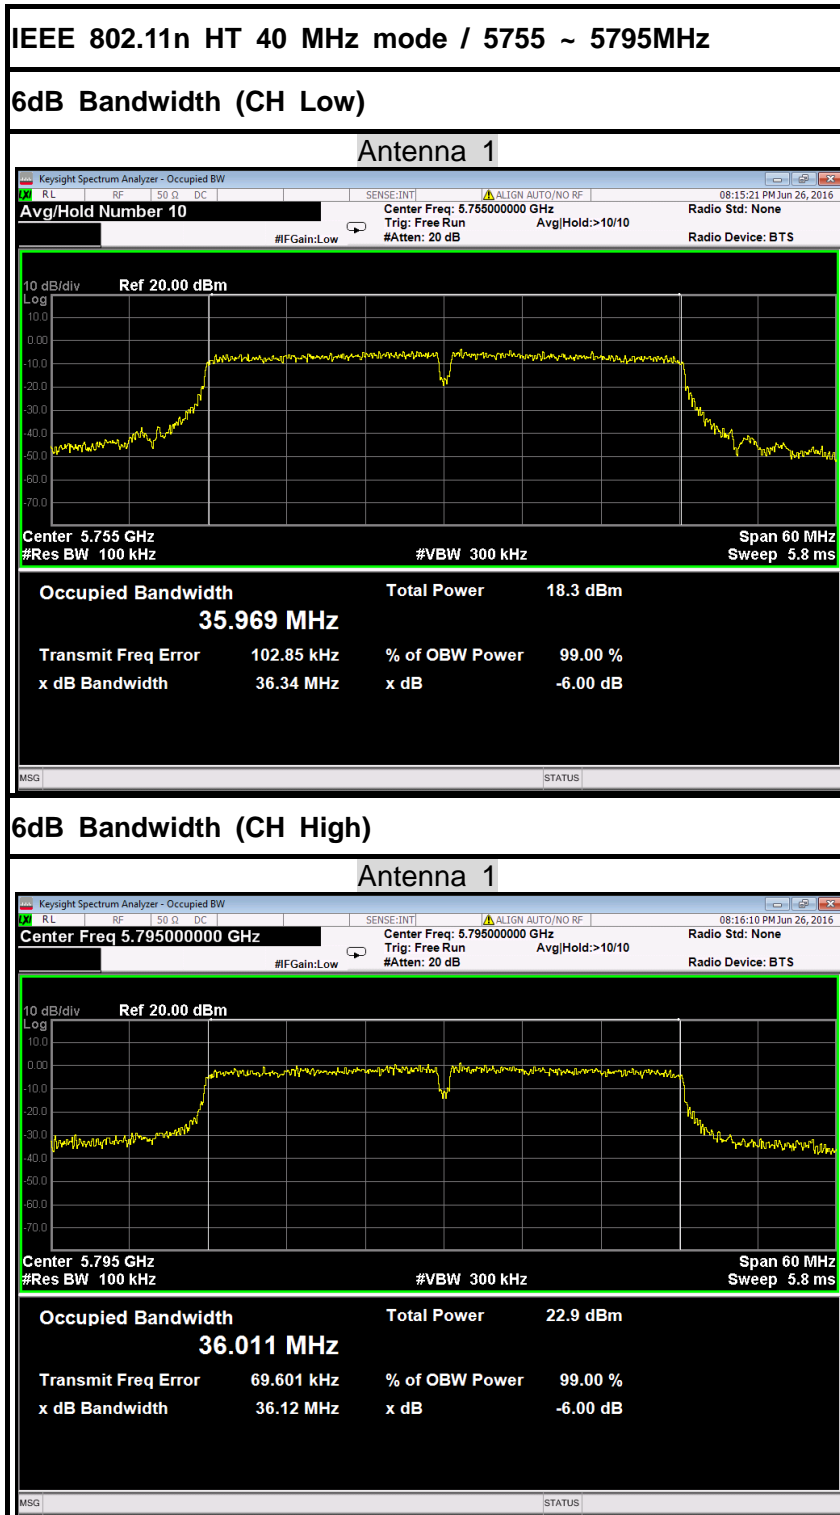 IEEE 802.11n HT 40 MHz mode / 5755 ~ 5795MHz
6dB Bandwidth (CH Low)
Antenna 1
Keysight Spectrum Analyzer - Occupied BW
LXI RL RF 50 Ω DC SENSE:INT ALIGN AUTO/NO RF 08:15:21 PM Jun 26, 2016
Avg/Hold Number 10 Center Freq: 5.755000000 GHz Radio Std: None
Trig: Free Run Avg|Hold:>10/10
#IFGain:Low #Atten: 20 dB Radio Device: BTS
10 dB/div Ref 20.00 dBm
Log
10.0
0.00
-10.0
-20.0
-30.0
-40.0
-50.0
-60.0
-70.0
Center 5.755 GHz Span 60 MHz
#Res BW 100 kHz #VBW 300 kHz Sweep 5.8 ms
Occupied Bandwidth Total Power 18.3 dBm
35.969 MHz
Transmit Freq Error 102.85 kHz % of OBW Power 99.00 %
x dB Bandwidth 36.34 MHz x dB -6.00 dB
MSG STATUS
6dB Bandwidth (CH High)
Antenna 1
Keysight Spectrum Analyzer - Occupied BW
LXI RL RF 50 Ω DC SENSE:INT ALIGN AUTO/NO RF 08:16:10 PM Jun 26, 2016
Center Freq 5.795000000 GHz Center Freq: 5.795000000 GHz Radio Std: None
Trig: Free Run Avg|Hold:>10/10
#IFGain:Low #Atten: 20 dB Radio Device: BTS
10 dB/div Ref 20.00 dBm
Log
10.0
0.00
-10.0
-20.0
-30.0
-40.0
-50.0
-60.0
-70.0
Center 5.795 GHz Span 60 MHz
#Res BW 100 kHz #VBW 300 kHz Sweep 5.8 ms
Occupied Bandwidth Total Power 22.9 dBm
36.011 MHz
Transmit Freq Error 69.601 kHz % of OBW Power 99.00 %
x dB Bandwidth 36.12 MHz x dB -6.00 dB
MSG STATUS